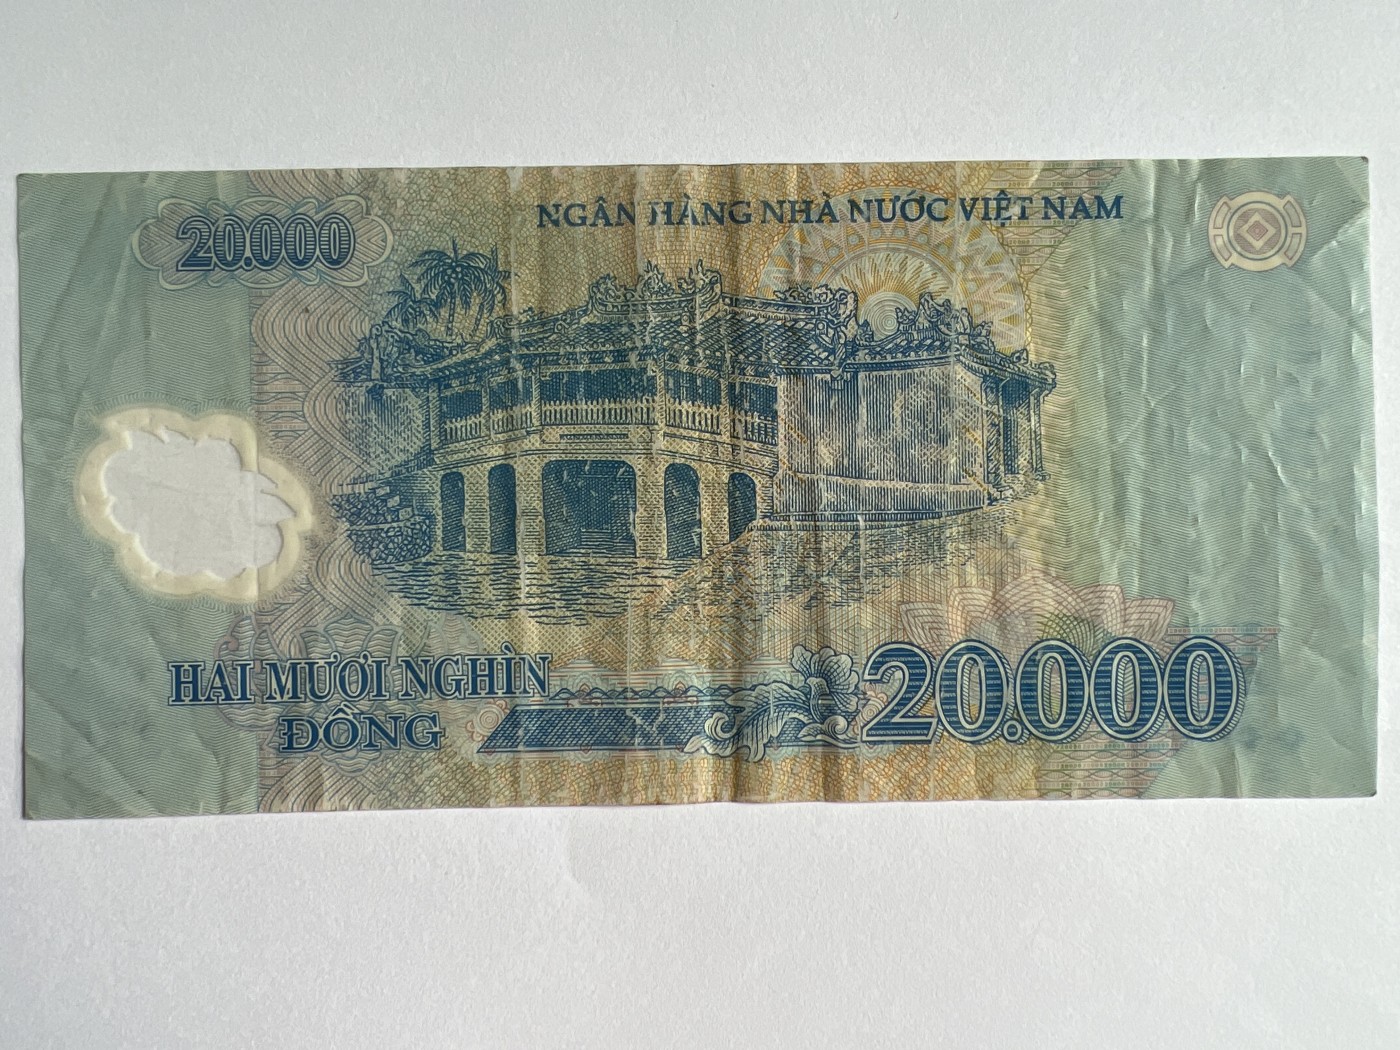 NGÂN HÀNG NHÀ NƯỚC VIỆT NAM
20.000
HAI MƯƠI NGHÌN
ĐỒNG
20.000